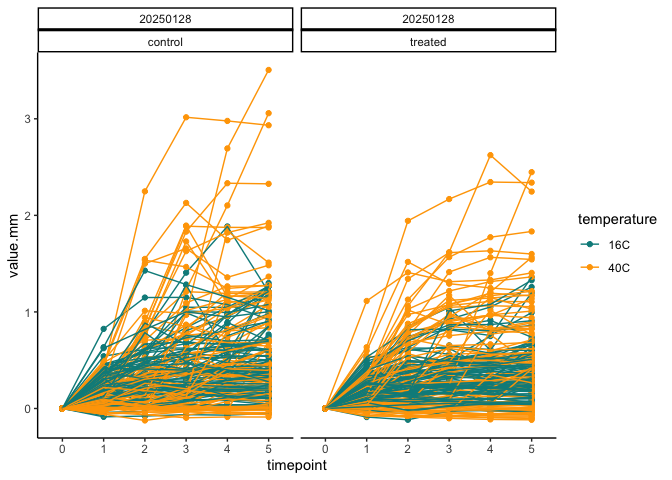 20250128 20250128
control treated
3
2
1
0
value.mm
0 1 2 3 4 5 0 1 2 3 4 5
timepoint
temperature
16C
40C